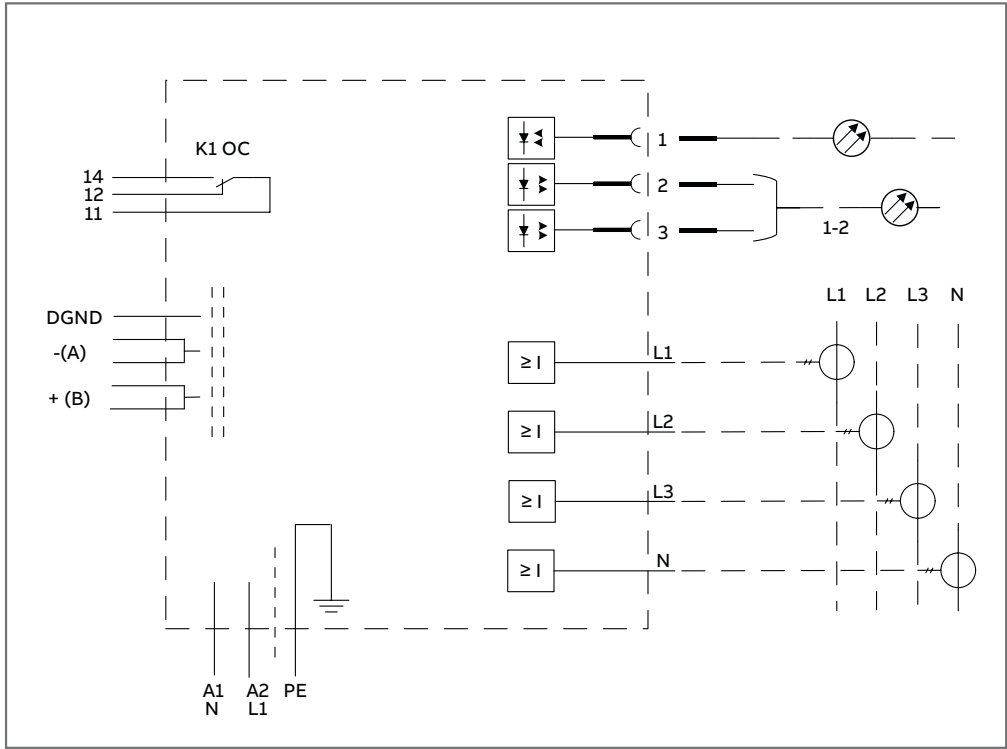 K1 OC
14
12
11
DGND
-(A)
+ (B)
1
2
3
1-2
L1 L2 L3 N
≥ I L1
≥ I L2
≥ I L3
≥ I N
A1 A2 PE
N L1